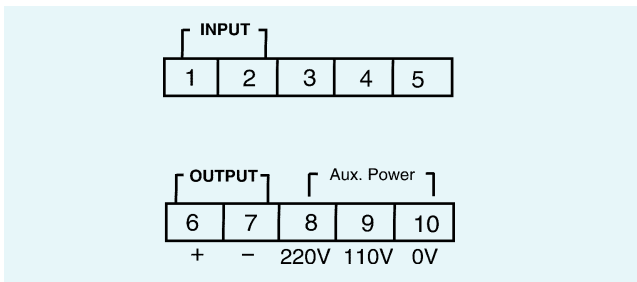 INPUT
1 2 3 4 5
OUTPUT Aux. Power
6 7 8 9 10
+ − 220V 110V 0V